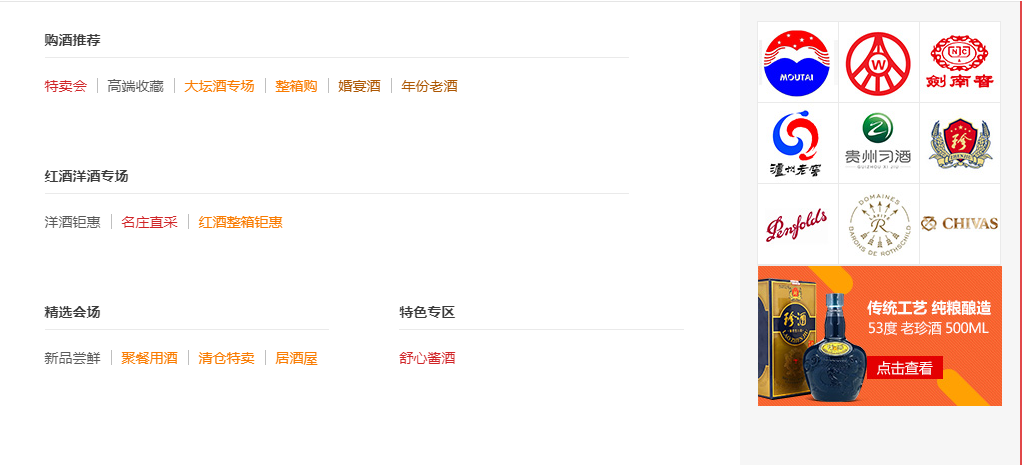 购酒推荐
特卖会 高端收藏 大坛酒专场 整箱购 婚宴酒 年份老酒
红酒洋酒专场
洋酒钜惠 名庄直采 红酒整箱钜惠
精选会场 特色专区
新品尝鲜 聚餐用酒 清仓特卖 居酒屋 舒心酱酒
MOUTAI W NJC
劍南春
泸州老窖 贵州习酒 珍
GUIZHOU XI JIU ZHENJIU
Penfolds DOMAINES BARONS DE ROTHSCHILD R CHIVAS
珍酒
传统工艺 纯粮酿造
53度 老珍酒 500ML
点击查看